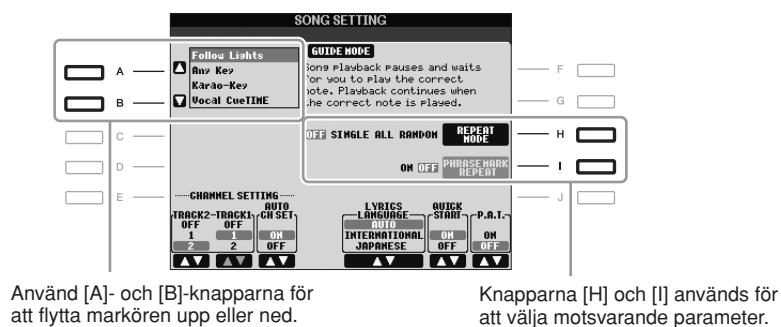 SONG SETTING
Follow Lights
Any Key
Karao-Key
Vocal CueTIME
GUIDE MODE
Song playback pauses and waits
for you to play the correct
note. Playback continues when
the correct note is played.
A
B
C
D
E
F
G
H
I
J
OFF SINGLE ALL RANDOM REPEAT MODE
ON OFF PHRASE MARK REPEAT
CHANNEL SETTING
TRACK2 TRACK1 AUTO CH SET
OFF OFF
1 1 ON
2 2 OFF
LYRICS LANGUAGE QUICK START P.A.T.
AUTO
INTERNATIONAL ON ON
JAPANESE OFF OFF
Använd [A]- och [B]-knapparna för
att flytta markören upp eller ned.
Knapparna [H] och [I] används för
att välja motsvarande parameter.